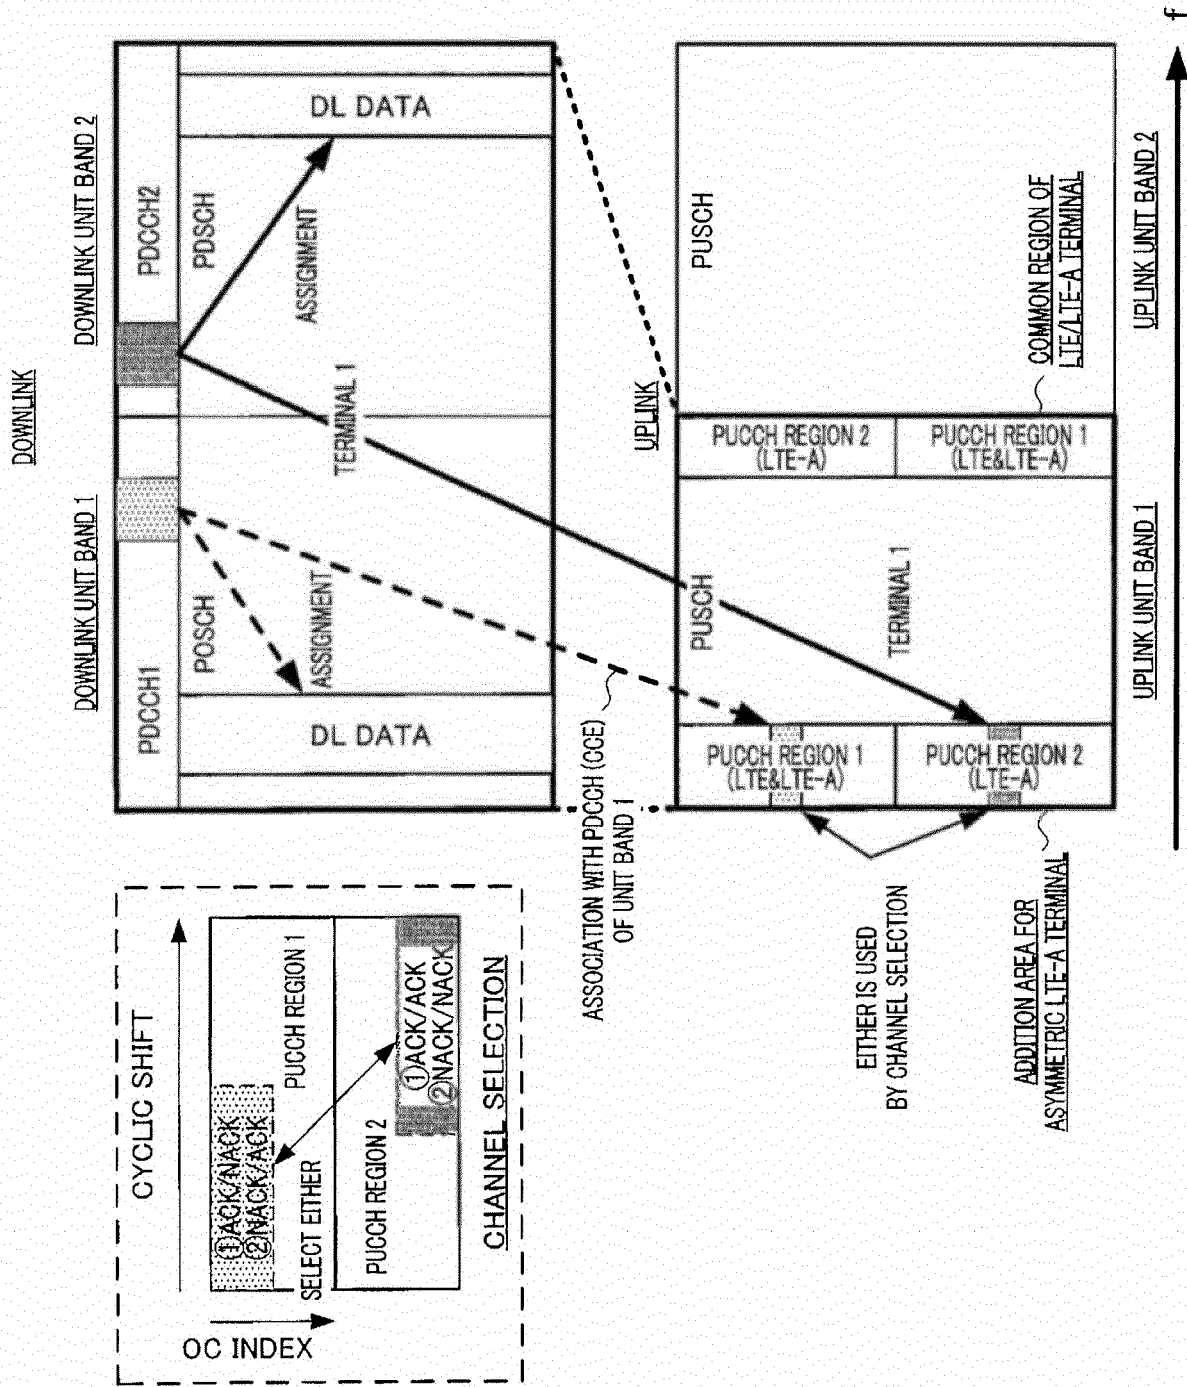 DOWNLINK
DOWNLINK UNIT BAND 1
DOWNLINK UNIT BAND 2
PDCCH1
PDCCH2
POSCH
PDSCH
DL DATA
ASSIGNMENT
TERMINAL 1
ASSIGNMENT
DL DATA
ASSOCIATION WITH PDCCH (CCE)
OF UNIT BAND 1
UPLINK
PUCCH REGION 1
(LTE&LTE-A)
PUCCH REGION 2
(LTE-A)
PUSCH
TERMINAL 1
PUCCH REGION 2
(LTE-A)
PUCCH REGION 1
(LTE&LTE-A)
PUSCH
EITHER IS USED
BY CHANNEL SELECTION
ADDITION AREA FOR
ASYMMETRIC LTE-A TERMINAL
COMMON REGION OF
LTE/LTE-A TERMINAL
UPLINK UNIT BAND 1
UPLINK UNIT BAND 2
f
CYCLIC SHIFT
OC INDEX
①ACK/NACK
②NACK/ACK
PUCCH REGION 1
SELECT EITHER
PUCCH REGION 2
①ACK/ACK
②NACK/NACK
CHANNEL SELECTION